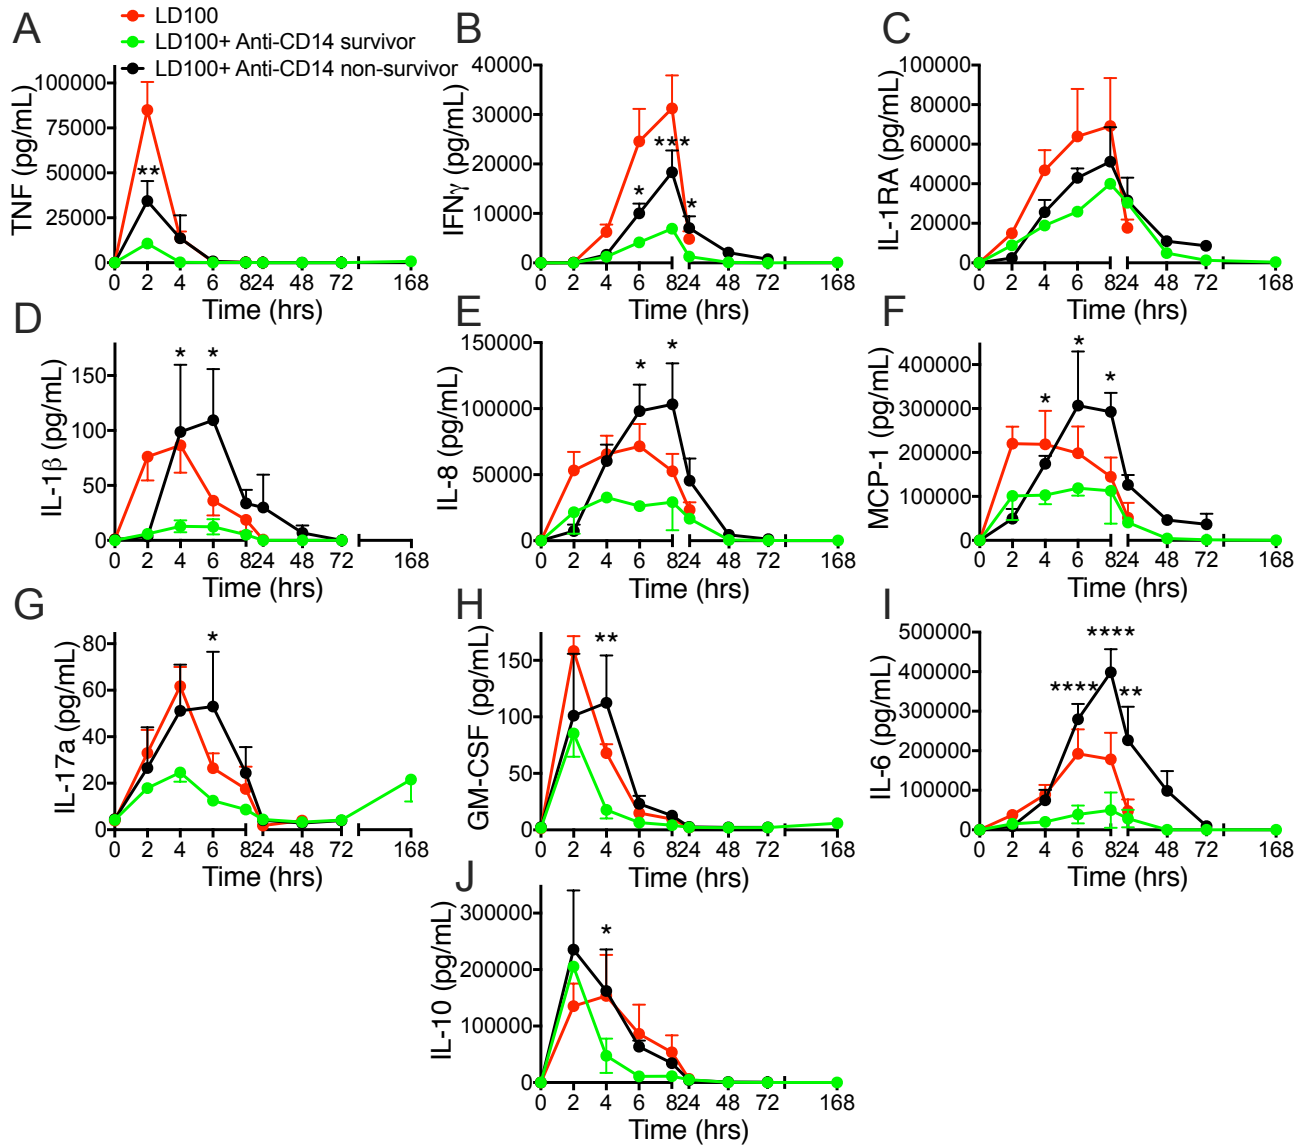 LD100
LD100+ Anti-CD14 survivor
LD100+ Anti-CD14 non-survivor
A
TNF (pg/mL)
100000
75000
50000
25000
0
**
0 2 4 6 824 48 72 168
Time (hrs)
B
IFNγ (pg/mL)
40000
30000
20000
10000
0
* *** *
0 2 4 6 824 48 72 168
Time (hrs)
C
IL-1RA (pg/mL)
100000
80000
60000
40000
20000
0
0 2 4 6 824 48 72 168
Time (hrs)
D
IL-1β (pg/mL)
150
100
50
0
* *
0 2 4 6 824 48 72 168
Time (hrs)
E
IL-8 (pg/mL)
150000
100000
50000
0
* *
0 2 4 6 824 48 72 168
Time (hrs)
F
MCP-1 (pg/mL)
400000
300000
200000
100000
0
* * *
0 2 4 6 824 48 72 168
Time (hrs)
G
IL-17a (pg/mL)
80
60
40
20
0
*
0 2 4 6 824 48 72 168
Time (hrs)
H
GM-CSF (pg/mL)
150
100
50
0
**
0 2 4 6 824 48 72 168
Time (hrs)
I
IL-6 (pg/mL)
500000
400000
300000
200000
100000
0
**** **** **
0 2 4 6 824 48 72 168
Time (hrs)
J
IL-10 (pg/mL)
300000
200000
100000
0
*
0 2 4 6 824 48 72 168
Time (hrs)